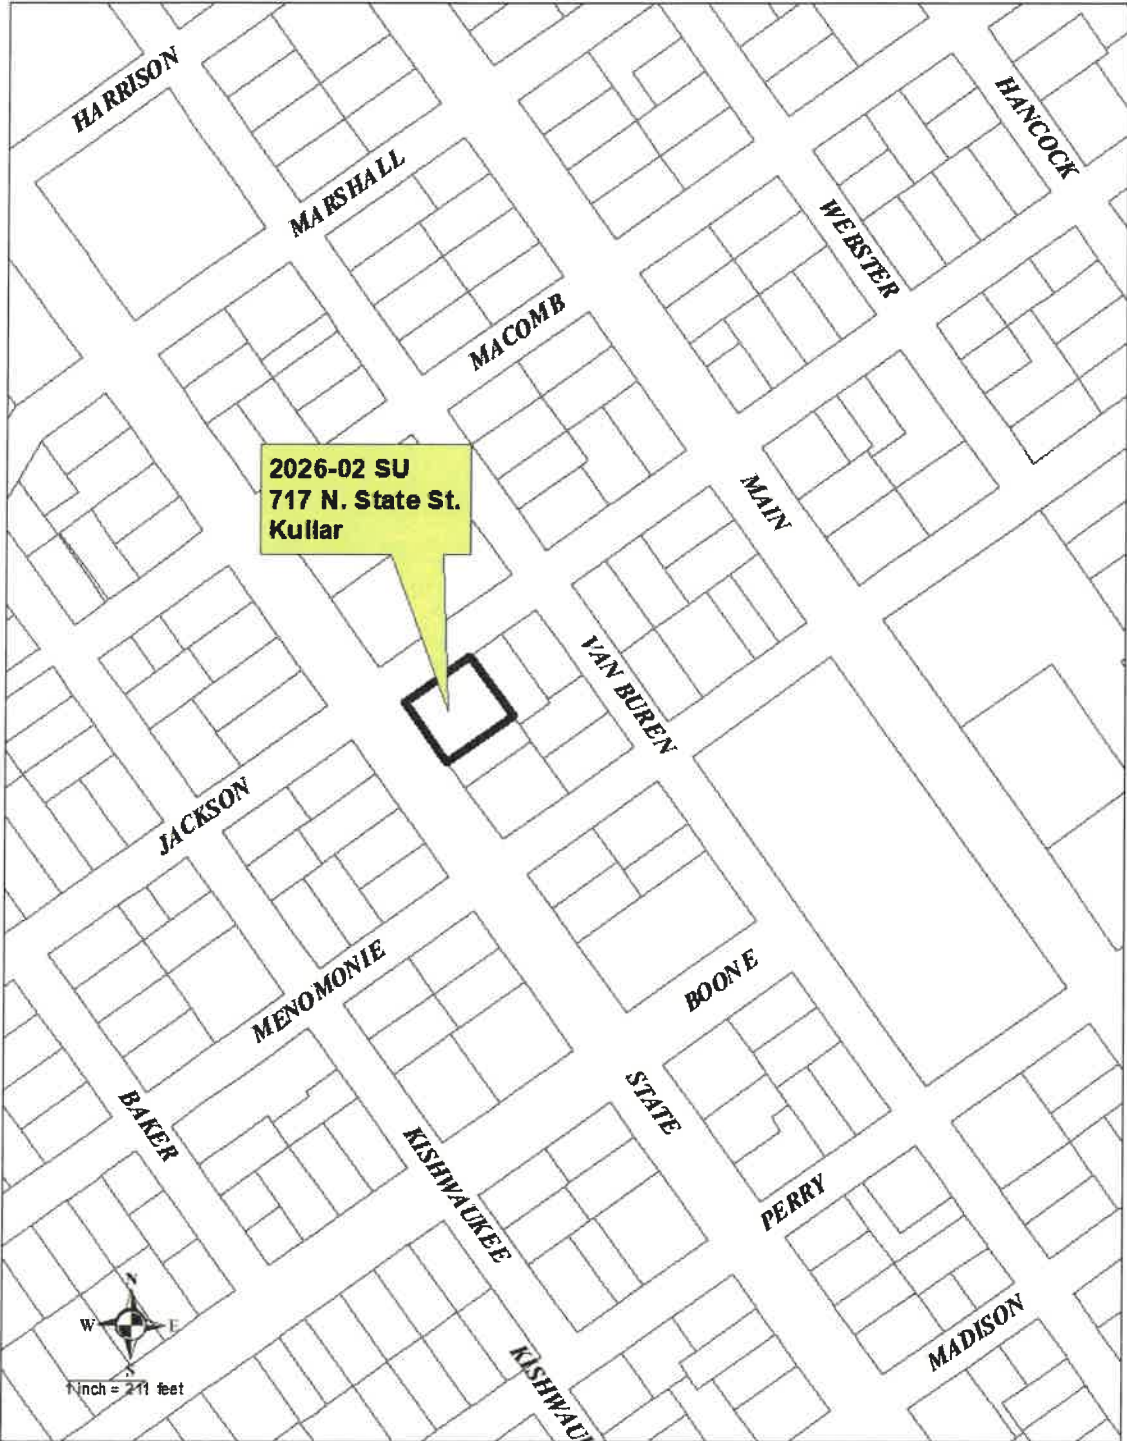 HARRISON
HANCOCK
MARSHALL
WEBSTER
MACOMB
2026-02 SU
717 N. State St.
Kullar
MAIN
VAN BUREN
JACKSON
MENOMONIE
BOONE
STATE
BAKER
KISHWAUKEE
PERRY
N
W
E
S
1 inch = 211 feet
MADISON
KISHWAU